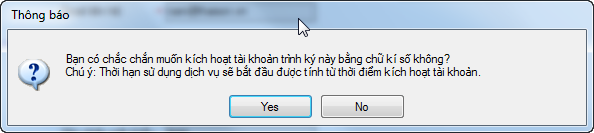 Thông báo
Bạn có chắc chắn muốn kích hoạt tài khoản trình ký này bằng chữ kí số không?
Chú ý: Thời hạn sử dụng dịch vụ sẽ bắt đầu được tính từ thời điểm kích hoạt tài khoản.
Yes No